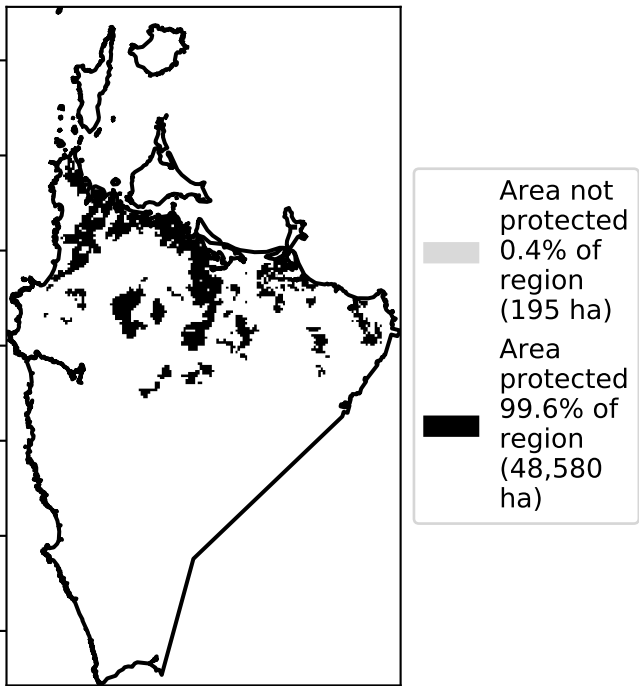 Area not
protected
0.4% of
region
(195 ha)
Area
protected
99.6% of
region
(48,580
ha)